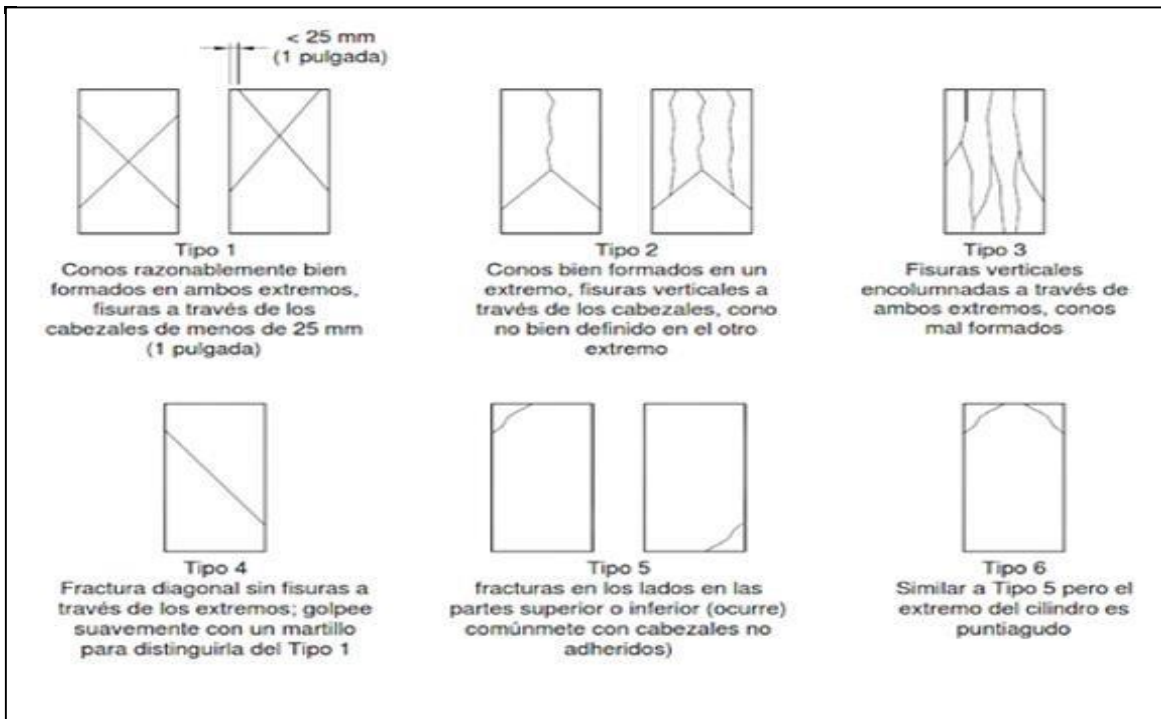 < 25 mm
(1 pulgada)
Tipo 1
Conos razonablemente bien
formados en ambos extremos,
fisuras a través de los
cabezales de menos de 25 mm
(1 pulgada)
Tipo 2
Conos bien formados en un
extremo, fisuras verticales a
través de los cabezales, cono
no bien definido en el otro
extremo
Tipo 3
Fisuras verticales
encolumnadas a través de
ambos extremos, conos
mal formados
Tipo 4
Fractura diagonal sin fisuras a
través de los extremos; golpee
suavemente con un martillo
para distinguirla del Tipo 1
Tipo 5
fracturas en los lados en las
partes superior o inferior (ocurre)
comúnmete con cabezales no
adheridos)
Tipo 6
Similar a Tipo 5 pero el
extremo del cilindro es
puntiagudo